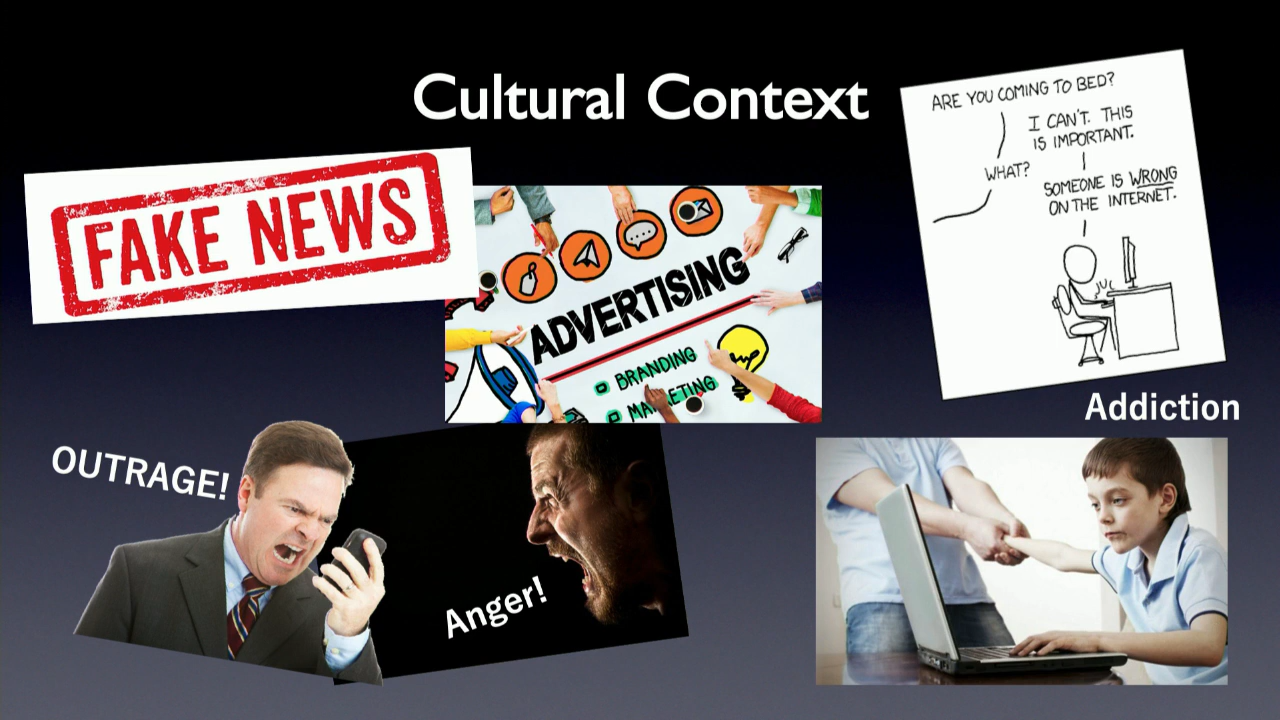 Cultural Context
FAKE NEWS
ADVERTISING
BRANDING
MARKETING
ARE YOU COMING TO BED?
I CAN'T. THIS
IS IMPORTANT.
WHAT?
SOMEONE IS WRONG
ON THE INTERNET.
Addiction
OUTRAGE!
Anger!